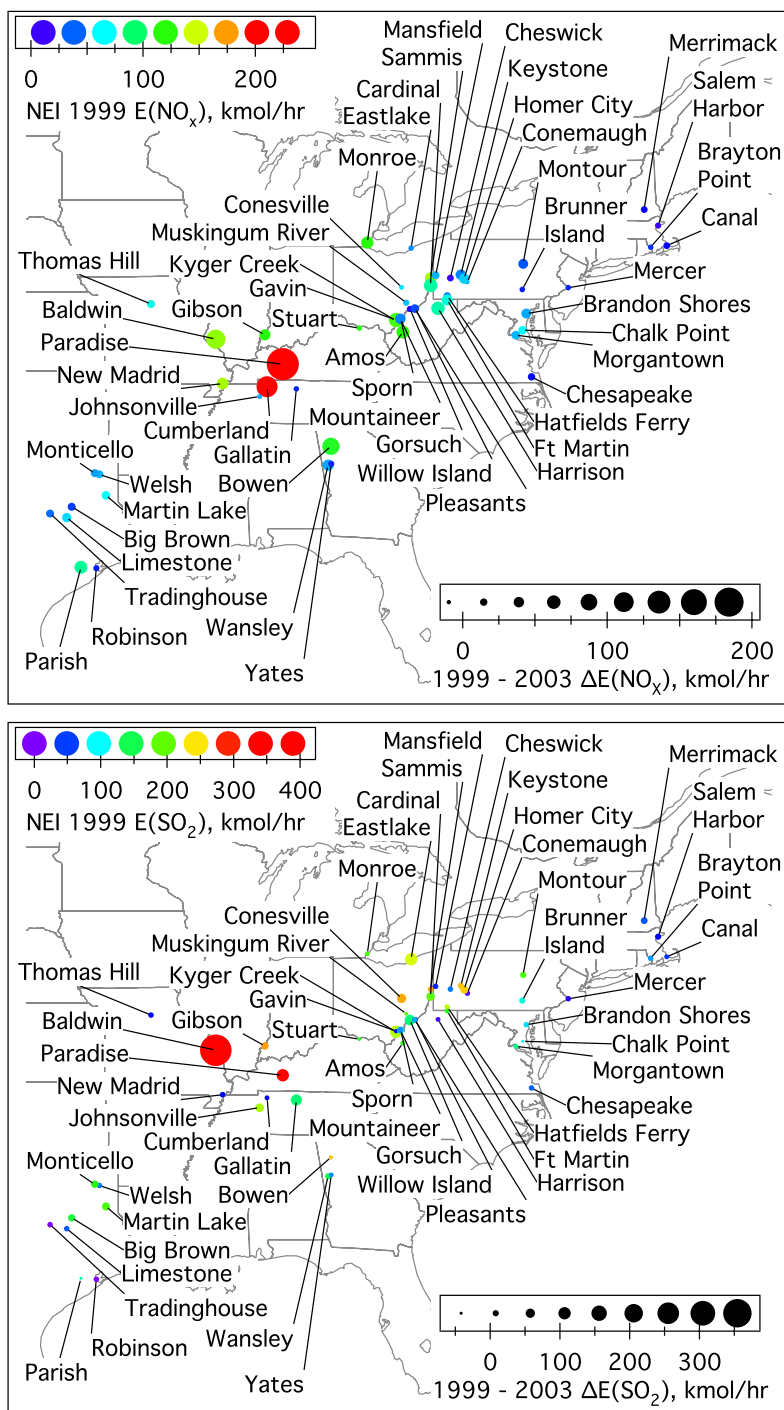 0 100 200
NEI 1999 E(NOx), kmol/hr
Mansfield
Sammis
Cheswick
Merrimack
Keystone
Salem
Harbor
Cardinal
Eastlake
Homer City
Conemaugh
Monroe
Montour
Brayton
Point
Conesville
Brunner
Island
Canal
Muskingum River
Thomas Hill
Kyger Creek
Mercer
Gavin
Baldwin
Gibson
Stuart
Brandon Shores
Paradise
Chalk Point
Amos
Morgantown
New Madrid
Sporn
Chesapeake
Johnsonville
Cumberland
Mountaineer
Hatfields Ferry
Monticello
Gallatin
Gorsuch
Ft Martin
Welsh
Bowen
Willow Island
Harrison
Martin Lake
Pleasants
Big Brown
Limestone
Tradinghouse
Wansley
Robinson
Parish
Yates
0 100 200
1999 - 2003 ΔE(NOX), kmol/hr
0 100 200 300 400
NEI 1999 E(SO2), kmol/hr
Mansfield
Sammis
Cheswick
Merrimack
Keystone
Salem
Harbor
Cardinal
Eastlake
Homer City
Conemaugh
Monroe
Montour
Brayton
Point
Conesville
Brunner
Island
Canal
Muskingum River
Thomas Hill
Kyger Creek
Mercer
Gavin
Baldwin
Gibson
Stuart
Brandon Shores
Paradise
Chalk Point
Amos
Morgantown
New Madrid
Sporn
Chesapeake
Johnsonville
Cumberland
Mountaineer
Hatfields Ferry
Monticello
Gallatin
Gorsuch
Ft Martin
Welsh
Bowen
Willow Island
Harrison
Martin Lake
Pleasants
Big Brown
Limestone
Tradinghouse
Wansley
Robinson
Parish
Yates
0 100 200 300
1999 - 2003 ΔE(SO2), kmol/hr